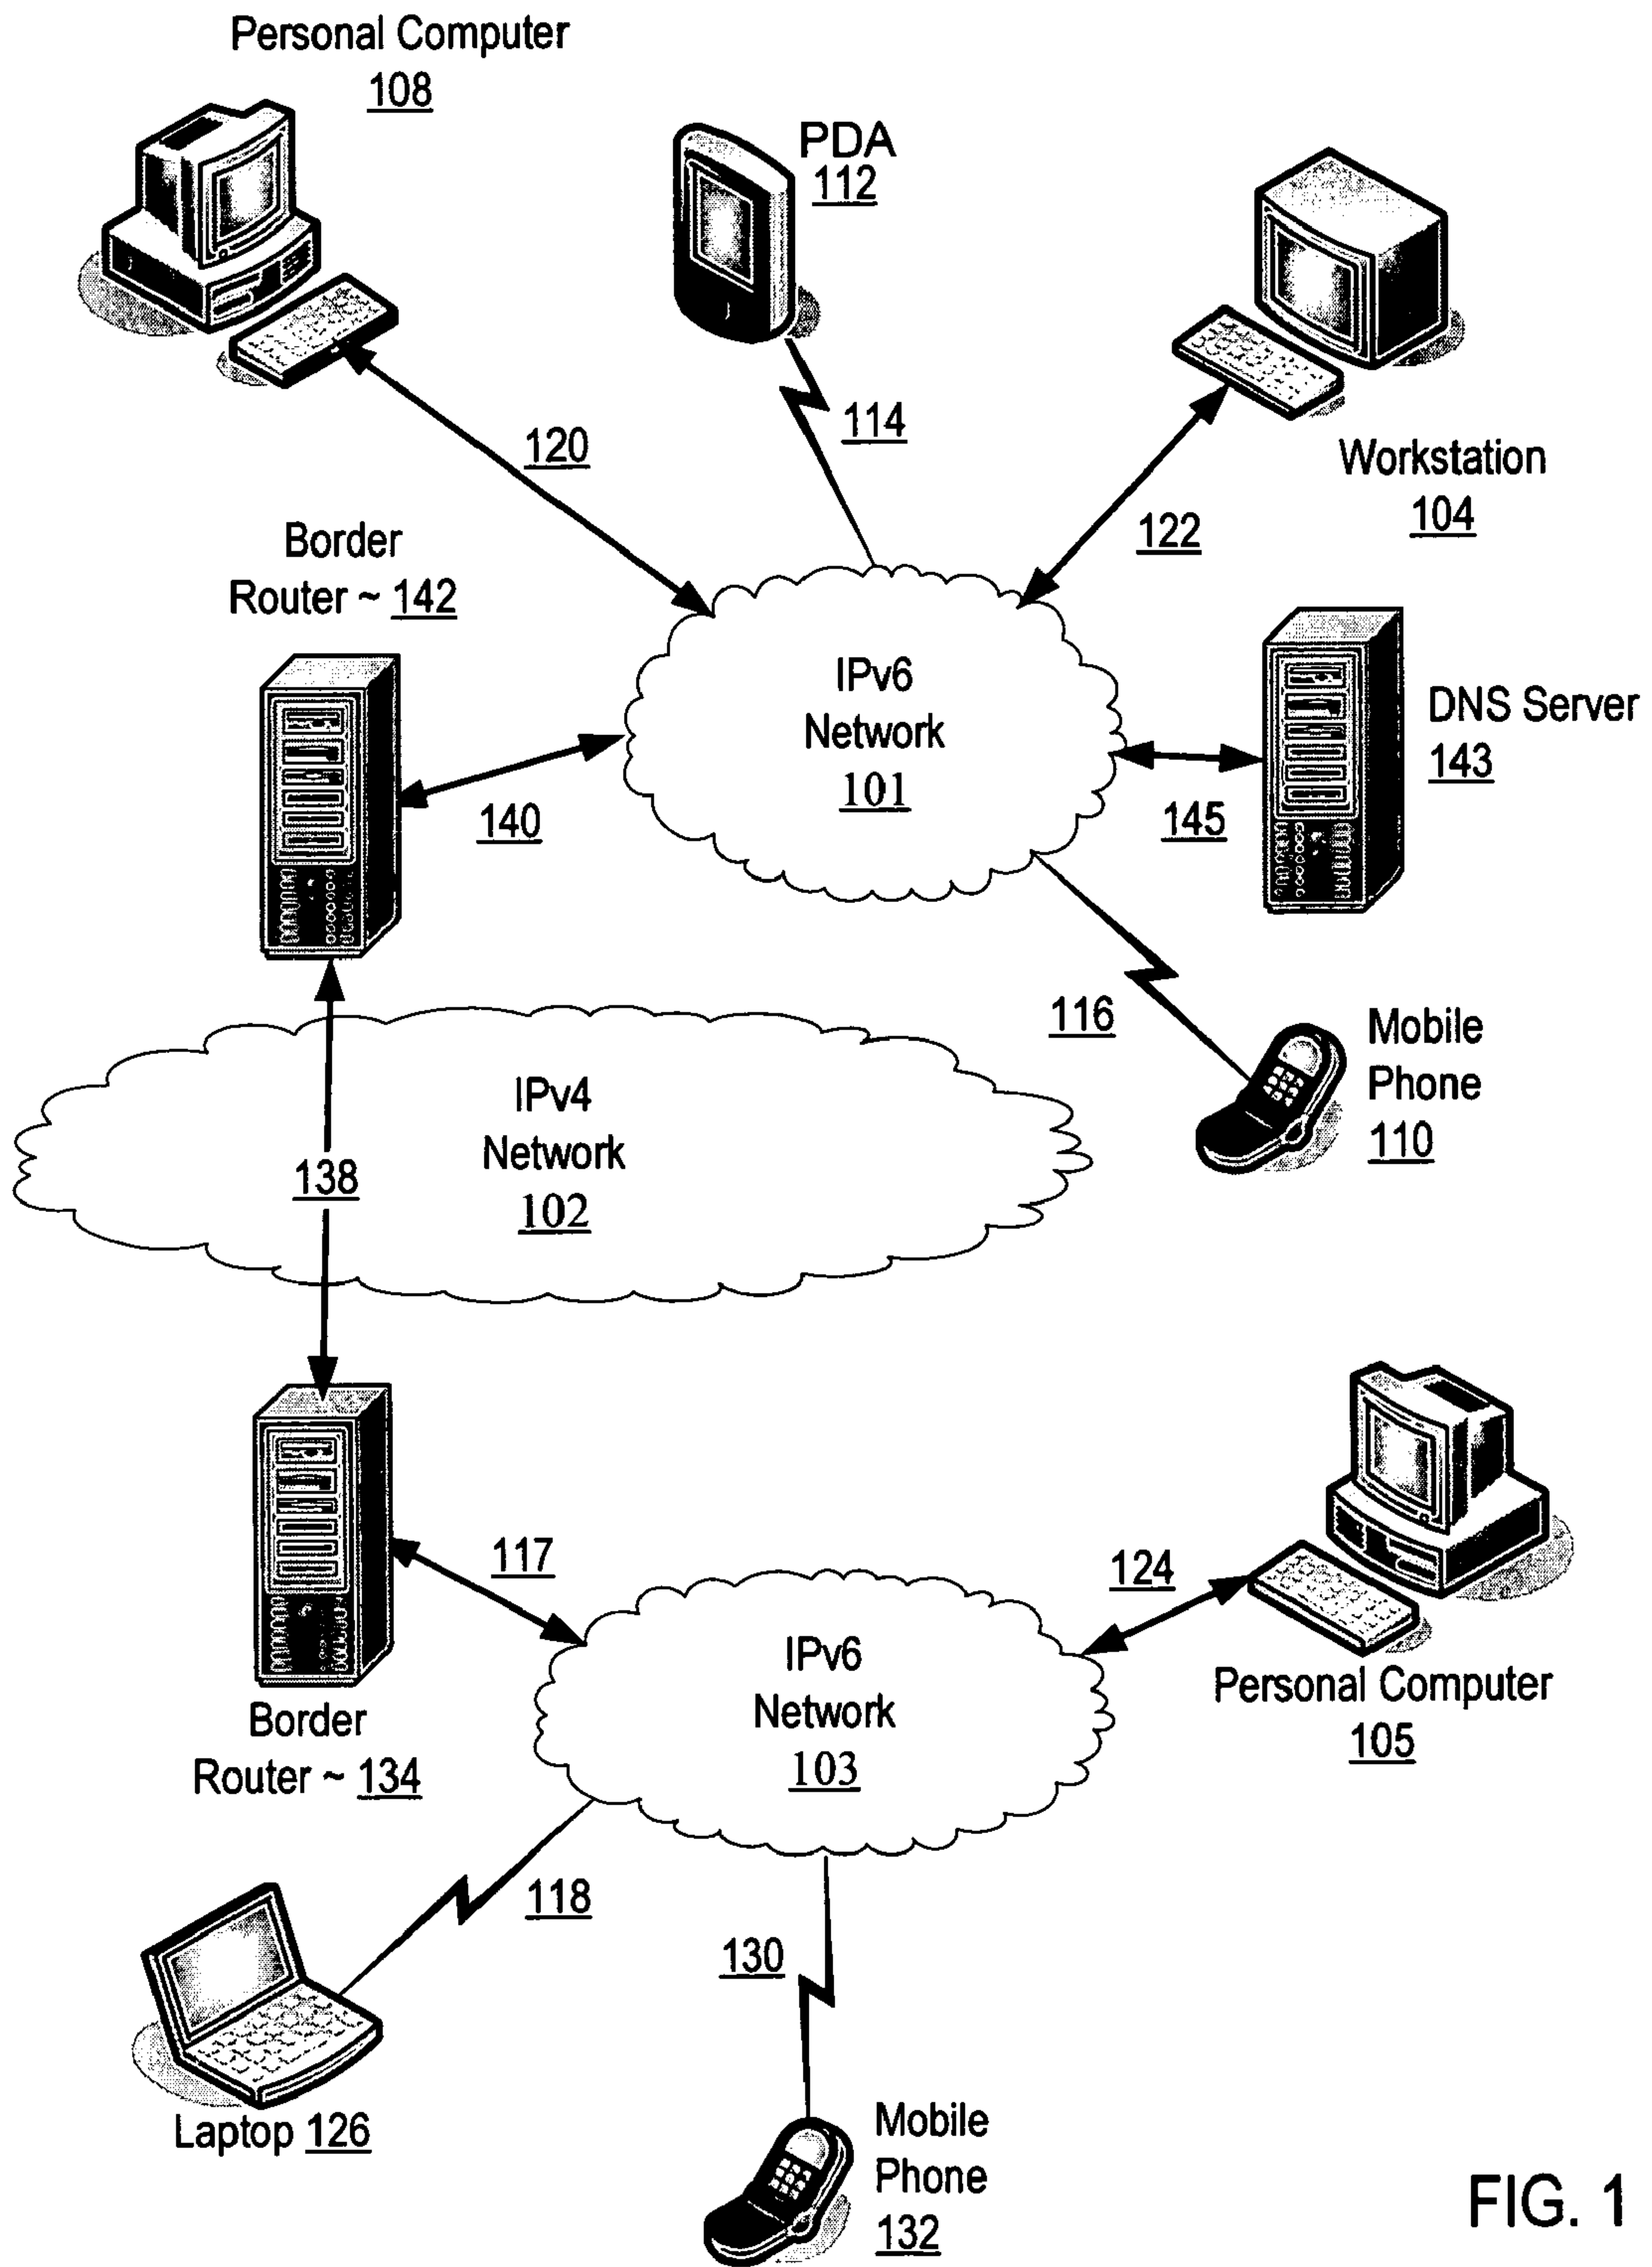 Personal Computer
108
PDA
112
120
114
Workstation
104
122
Border
Router ~ 142
IPv6
Network
101
DNS Server
143
140
145
116
Mobile
Phone
110
IPv4
Network
102
138
117
124
IPv6
Network
103
Personal Computer
105
Border
Router ~ 134
118
130
Laptop 126
Mobile
Phone
132
FIG. 1